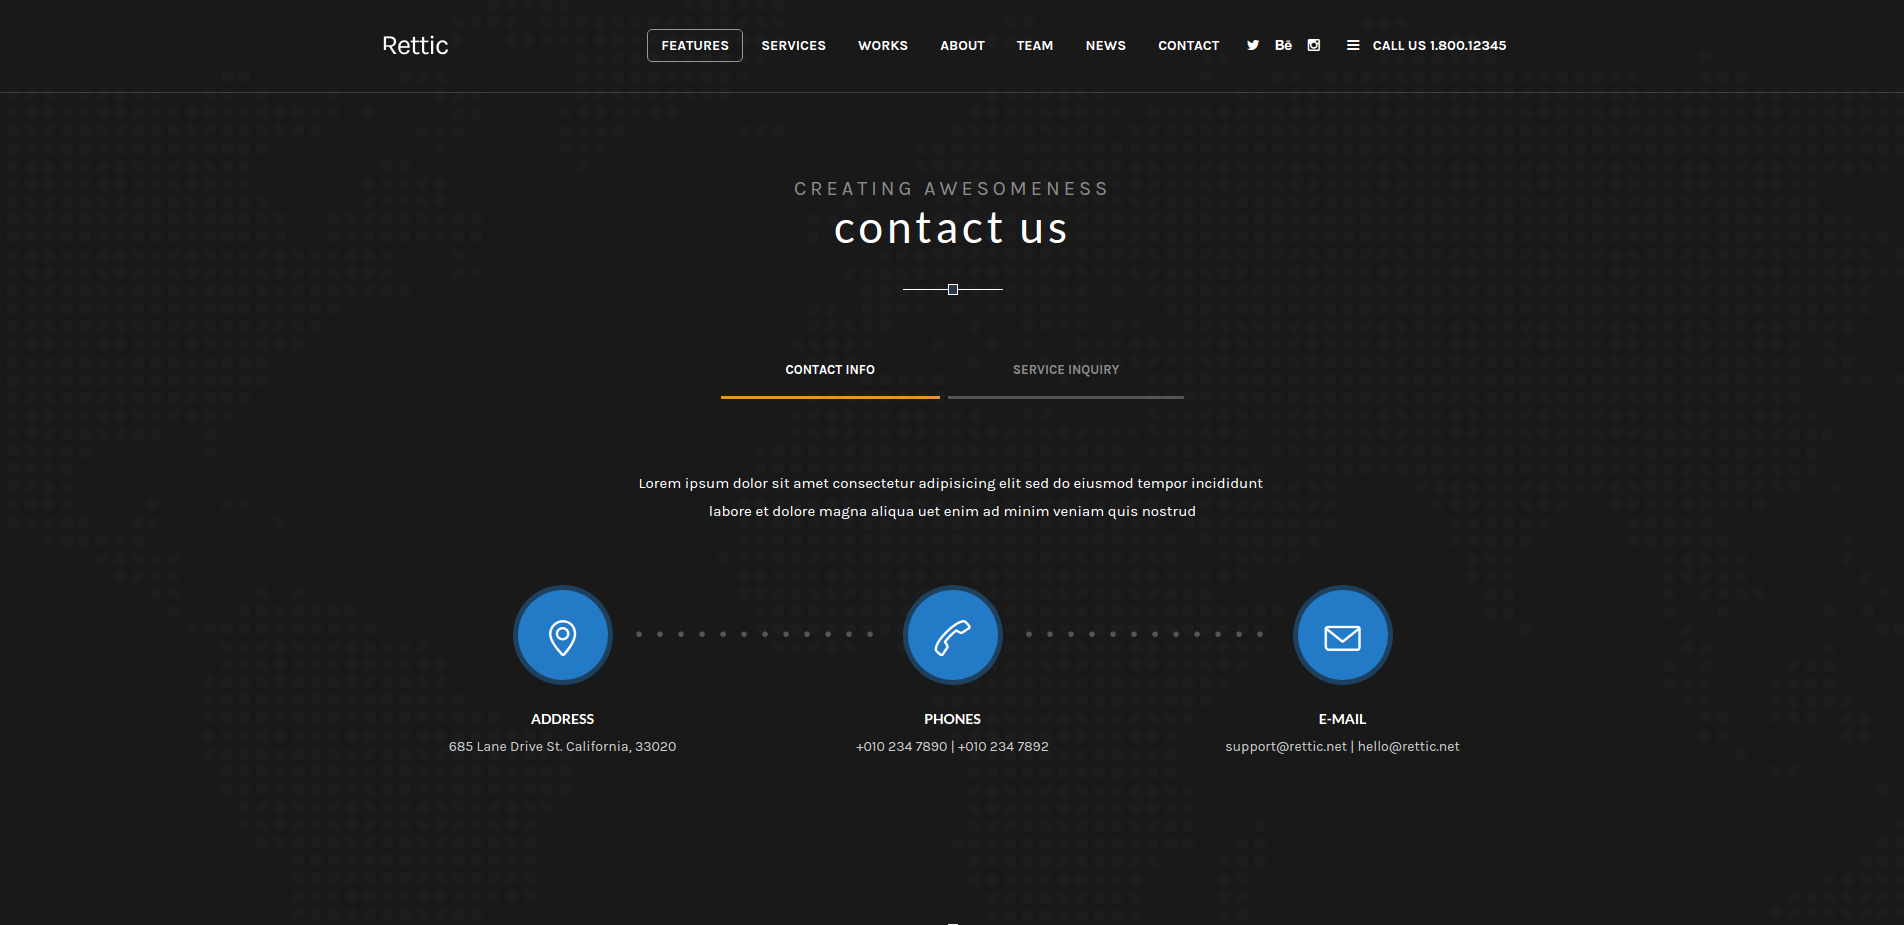 Rettic
FEATURES SERVICES WORKS ABOUT TEAM NEWS CONTACT Bē CALL US 1.800.12345
CREATING AWESOMENESS
contact us
CONTACT INFO SERVICE INQUIRY
Lorem ipsum dolor sit amet consectetur adipisicing elit sed do eiusmod tempor incididunt
labore et dolore magna aliqua uet enim ad minim veniam quis nostrud
ADDRESS PHONES E-MAIL
685 Lane Drive St. California, 33020 +010 234 7890 | +010 234 7892 support@rettic.net | hello@rettic.net